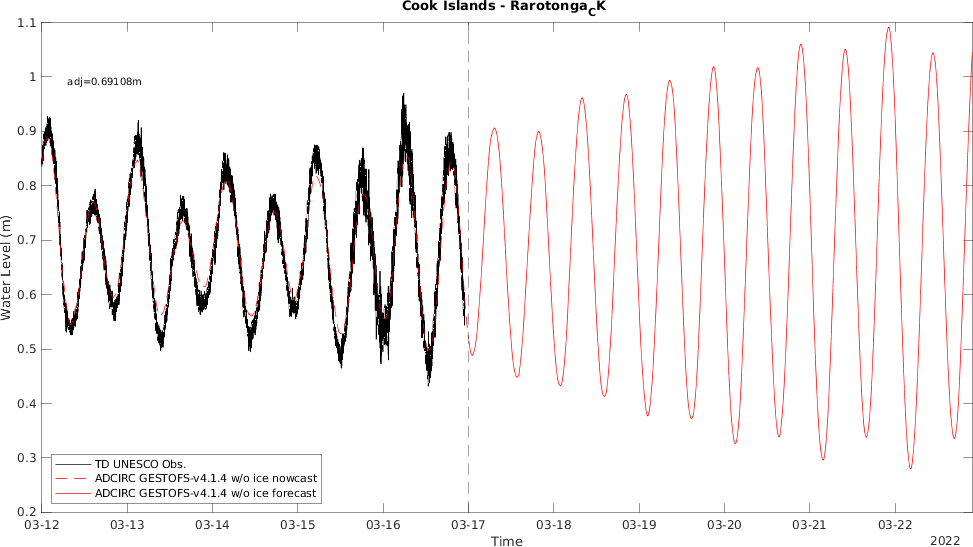 Cook Islands - Rarotonga_CK
adj=0.69108m
1.1
1
0.9
0.8
0.7
0.6
0.5
0.4
0.3
0.2
Water Level (m)
TD UNESCO Obs.
ADCIRC GESTOFS-v4.1.4 w/o ice nowcast
ADCIRC GESTOFS-v4.1.4 w/o ice forecast
03-12 03-13 03-14 03-15 03-16 03-17 03-18 03-19 03-20 03-21 03-22
Time
2022